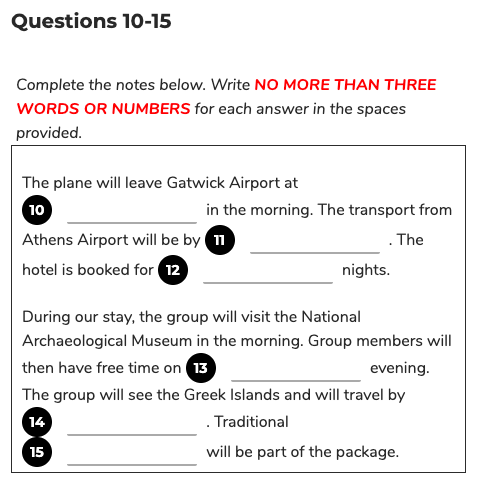 Questions 10-15
Complete the notes below. Write NO MORE THAN THREE
WORDS OR NUMBERS for each answer in the spaces
provided.
The plane will leave Gatwick Airport at
10 ______________ in the morning. The transport from
Athens Airport will be by 11 ______________ . The
hotel is booked for 12 ______________ nights.
During our stay, the group will visit the National
Archaeological Museum in the morning. Group members will
then have free time on 13 ______________ evening.
The group will see the Greek Islands and will travel by
14 ______________ . Traditional
15 ______________ will be part of the package.